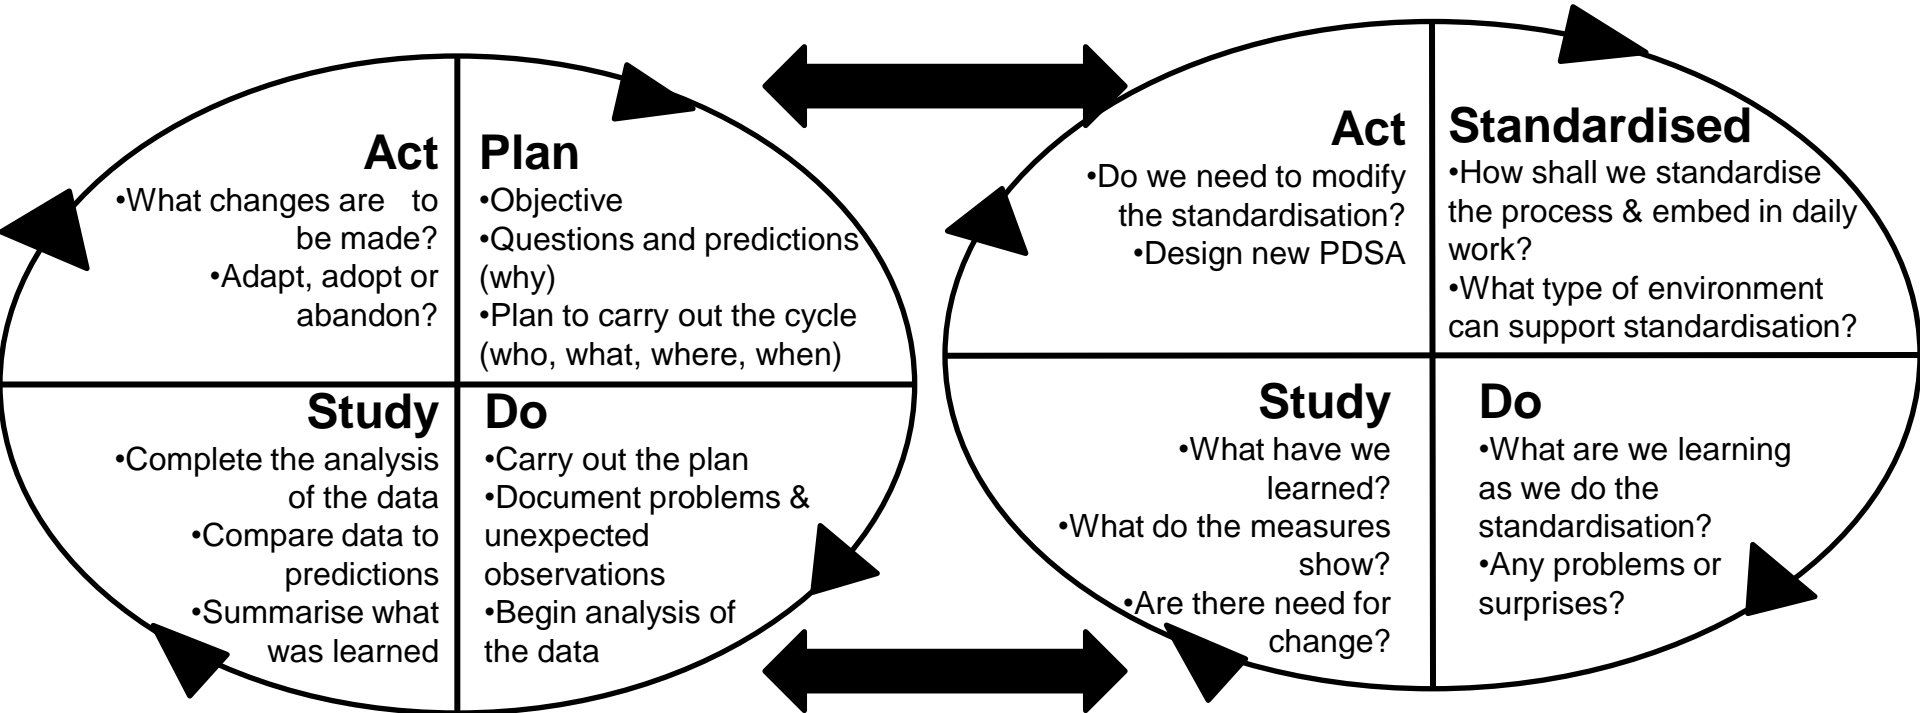 Act
•What changes are to
be made?
•Adapt, adopt or
abandon?
Plan
•Objective
•Questions and predictions
(why)
•Plan to carry out the cycle
(who, what, where, when)
Study
•Complete the analysis
of the data
•Compare data to
predictions
•Summarise what
was learned
Do
•Carry out the plan
•Document problems &
unexpected
observations
•Begin analysis of
the data
Act
•Do we need to modify
the standardisation?
•Design new PDSA
Standardised
•How shall we standardise
the process & embed in daily
work?
•What type of environment
can support standardisation?
Study
•What have we
learned?
•What do the measures
show?
•Are there need for
change?
Do
•What are we learning
as we do the
standardisation?
•Any problems or
surprises?